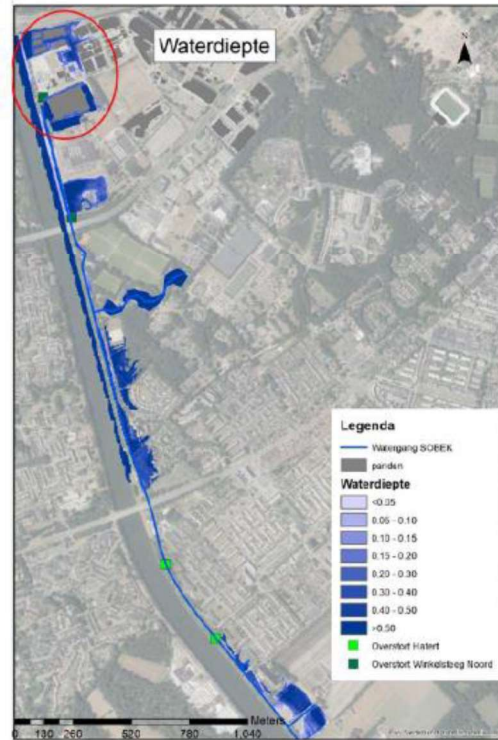 Waterdiepte
N
Legenda
Watergang SOBEK
panden
Waterdiepte
<0.05
0.05 - 0.10
0.10 - 0.15
0.15 - 0.20
0.20 - 0.30
0.30 - 0.40
0.40 - 0.50
>0.50
Overstort Hatert
Overstort Winkelsteeg Noord
Meters
0 130 260 520 780 1,040